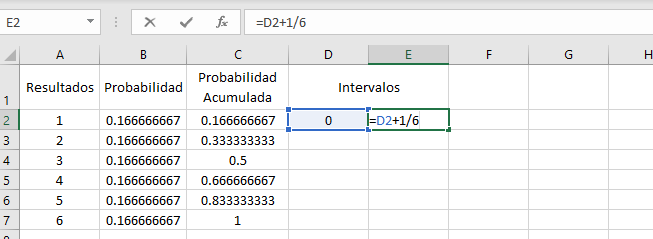 E2 fx =D2+1/6
A B C D E F G H
1 Resultados Probabilidad Probabilidad Acumulada Intervalos
2 1 0.166666667 0.166666667 0 =D2+1/6
3 2 0.166666667 0.333333333
4 3 0.166666667 0.5
5 4 0.166666667 0.666666667
6 5 0.166666667 0.833333333
7 6 0.166666667 1